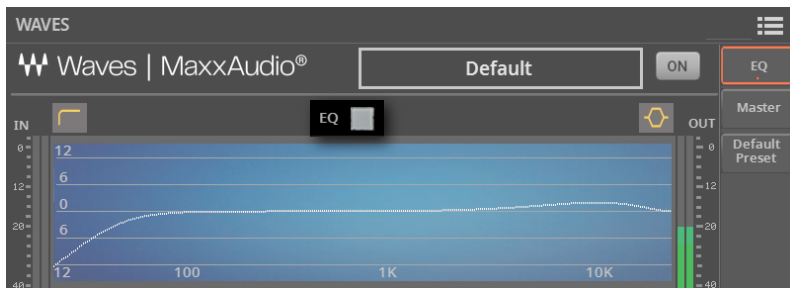 WAVES
Waves | MaxxAudio®
Default
ON
EQ
Master
Default
Preset
EQ
IN
OUT
0
12
20
40
12
6
0
6
12
100
1K
10K
0
12
20
40